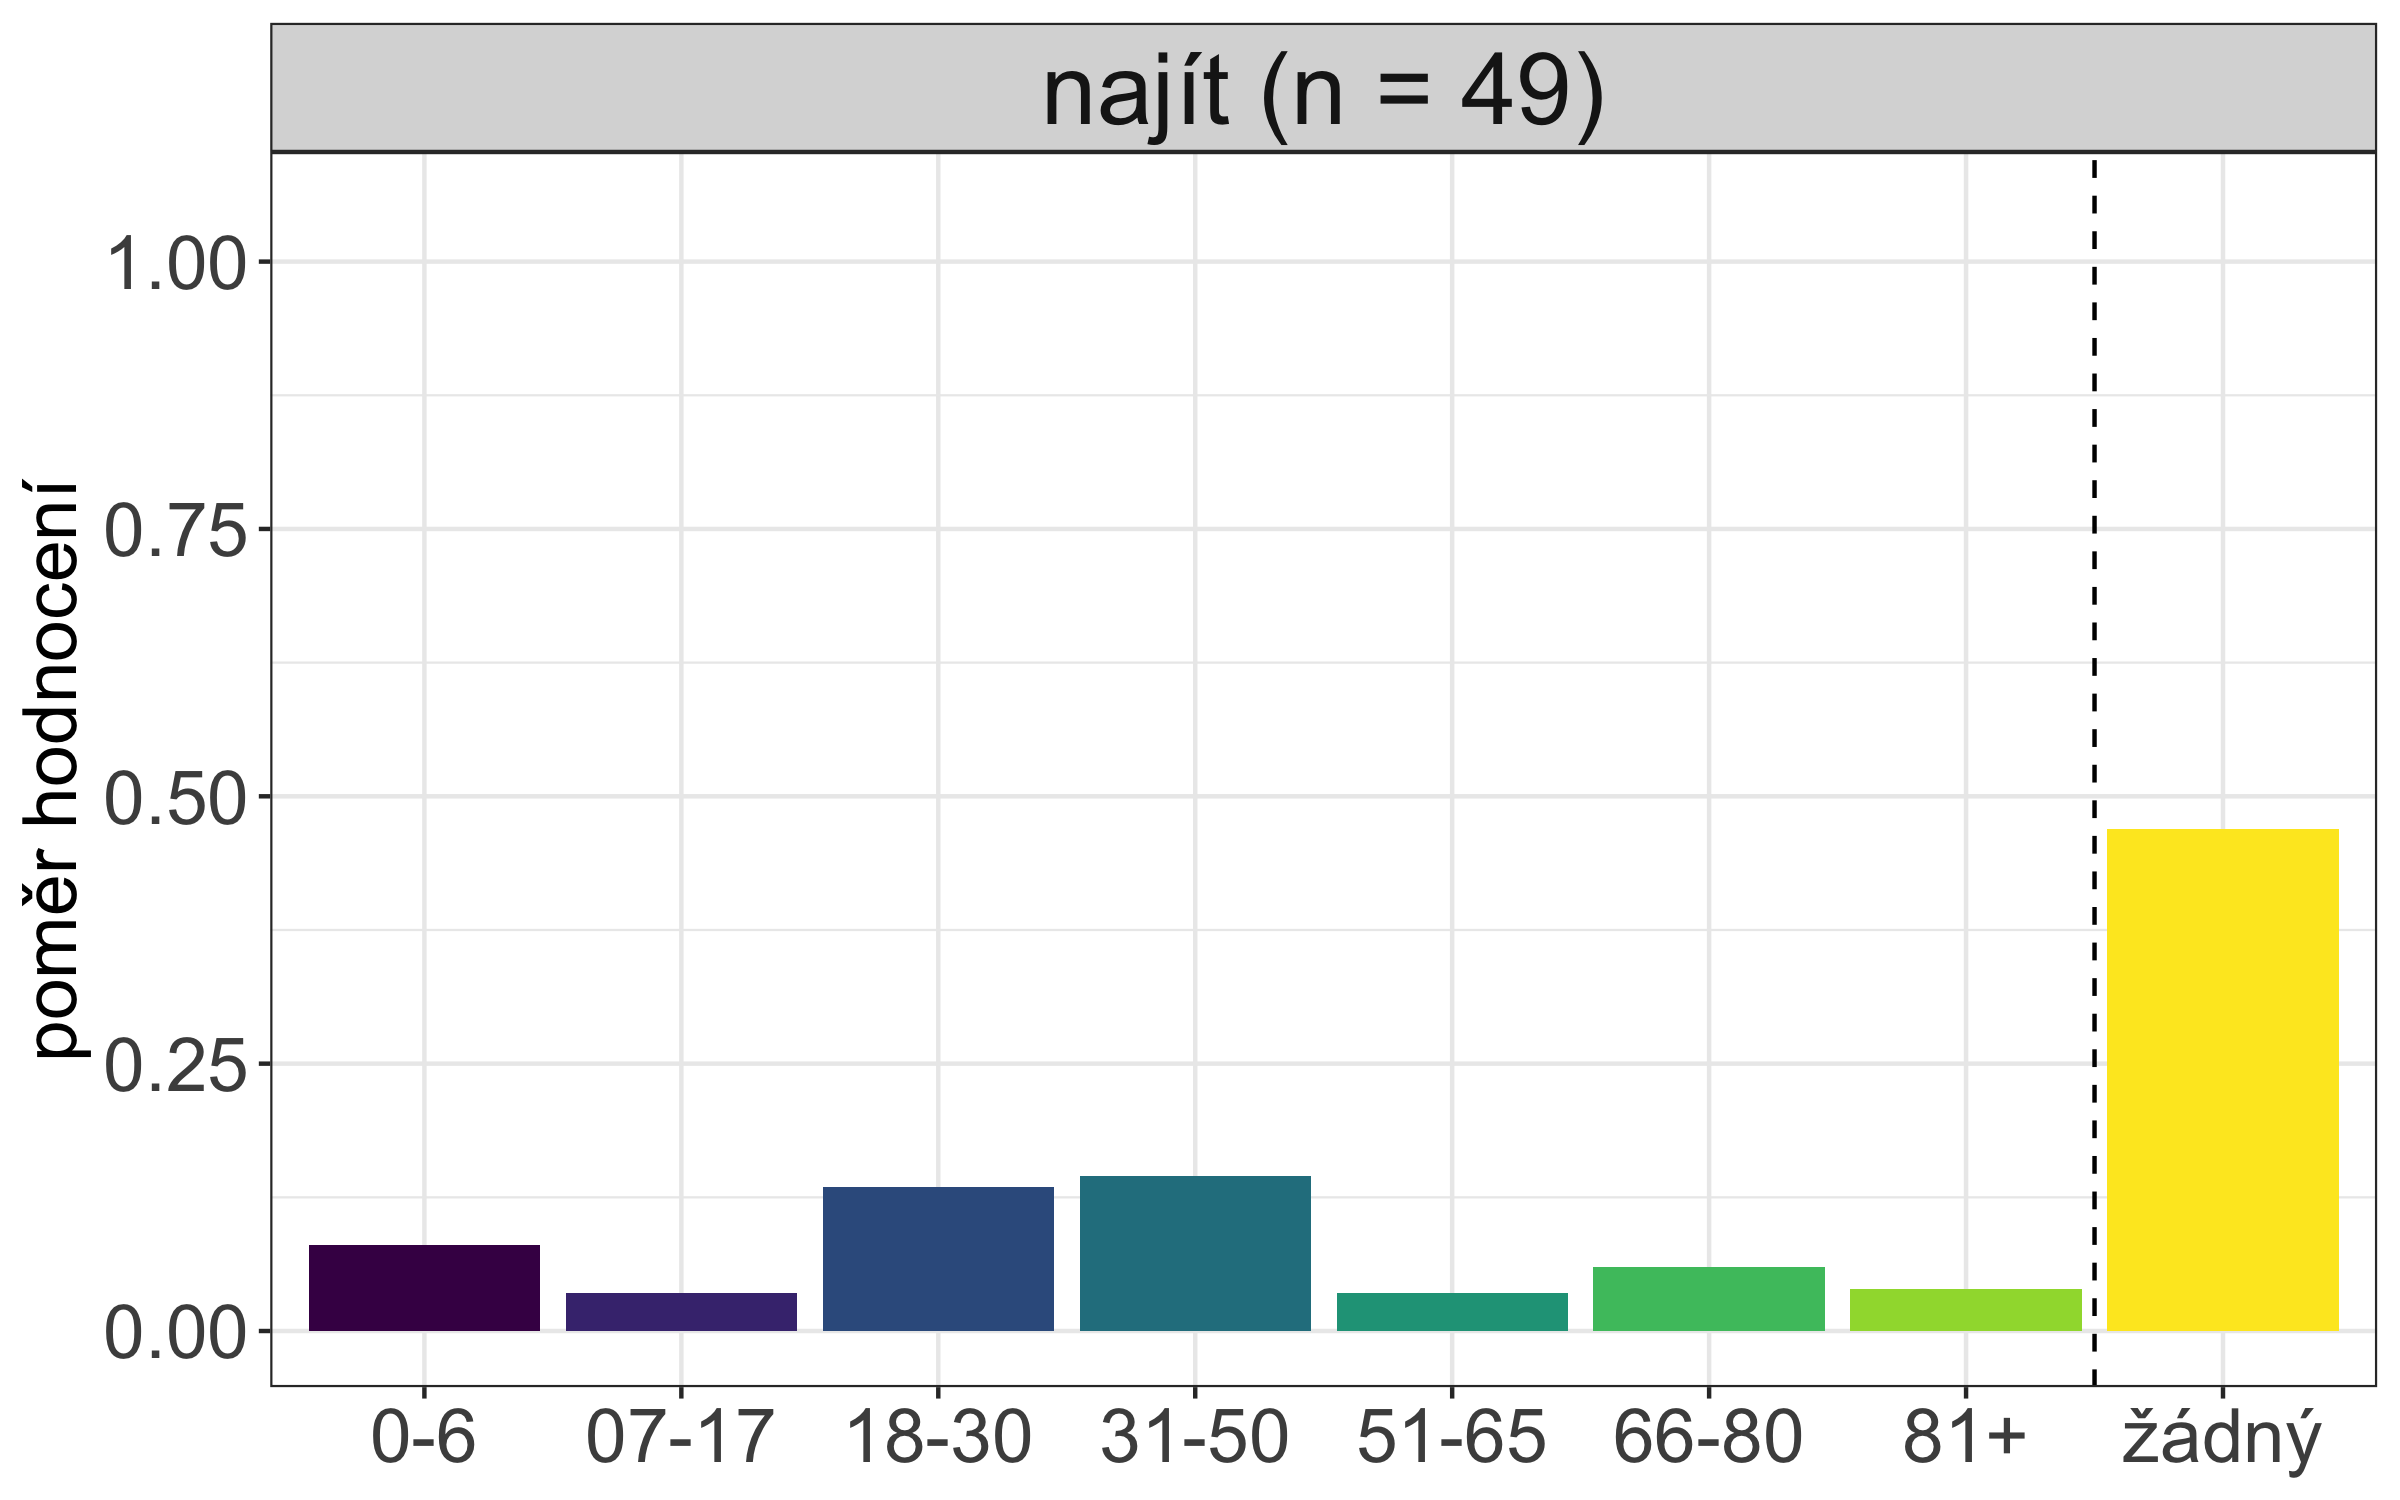 najít (n = 49)
poměr hodnocení
1.00
0.75
0.50
0.25
0.00
0-6 07-17 18-30 31-50 51-65 66-80 81+ žádný